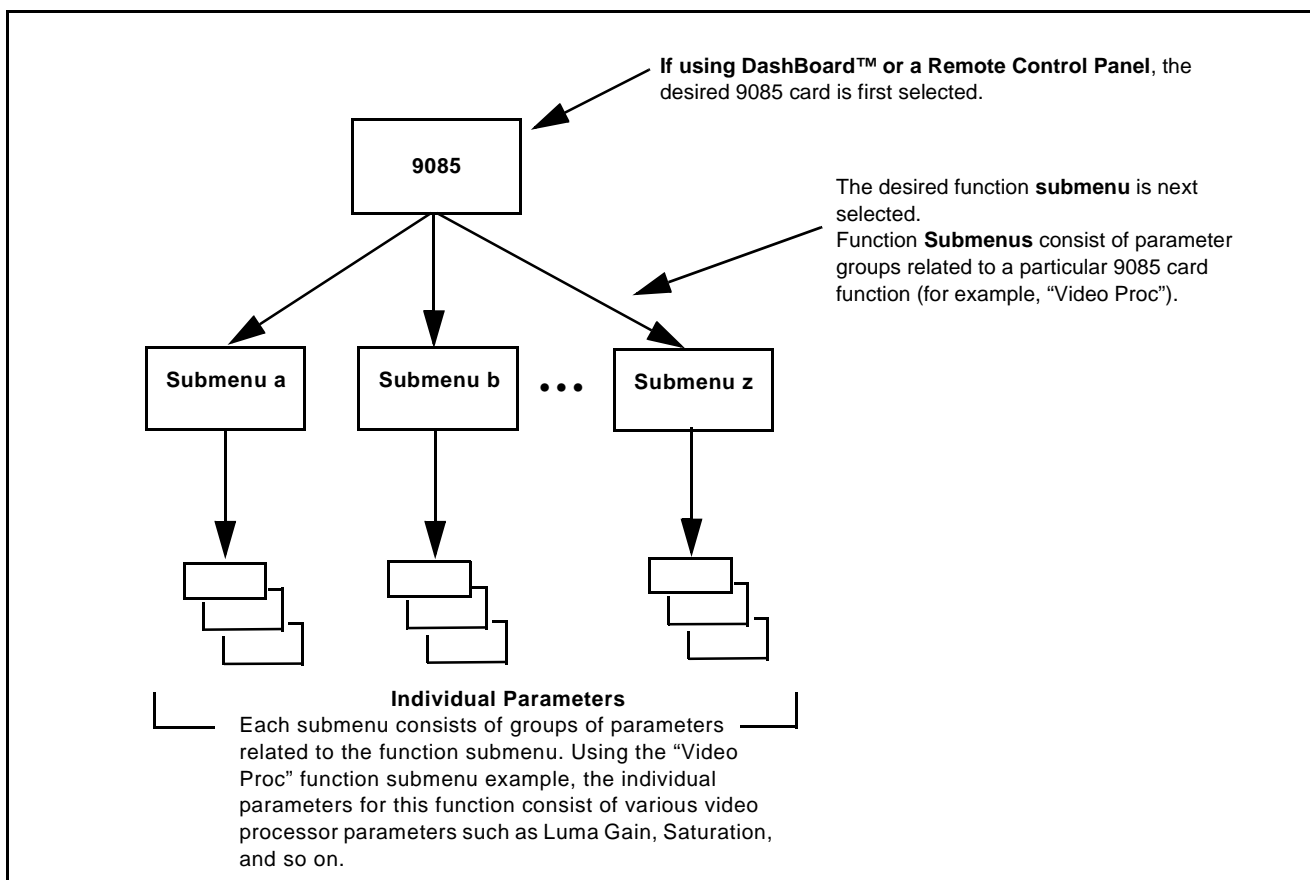 If using DashBoard™ or a Remote Control Panel, the
desired 9085 card is first selected.
9085
The desired function submenu is next
selected.
Function Submenus consist of parameter
groups related to a particular 9085 card
function (for example, “Video Proc”).
Submenu a
Submenu b
•••
Submenu z
Individual Parameters
Each submenu consists of groups of parameters
related to the function submenu. Using the “Video
Proc” function submenu example, the individual
parameters for this function consist of various video
processor parameters such as Luma Gain, Saturation,
and so on.